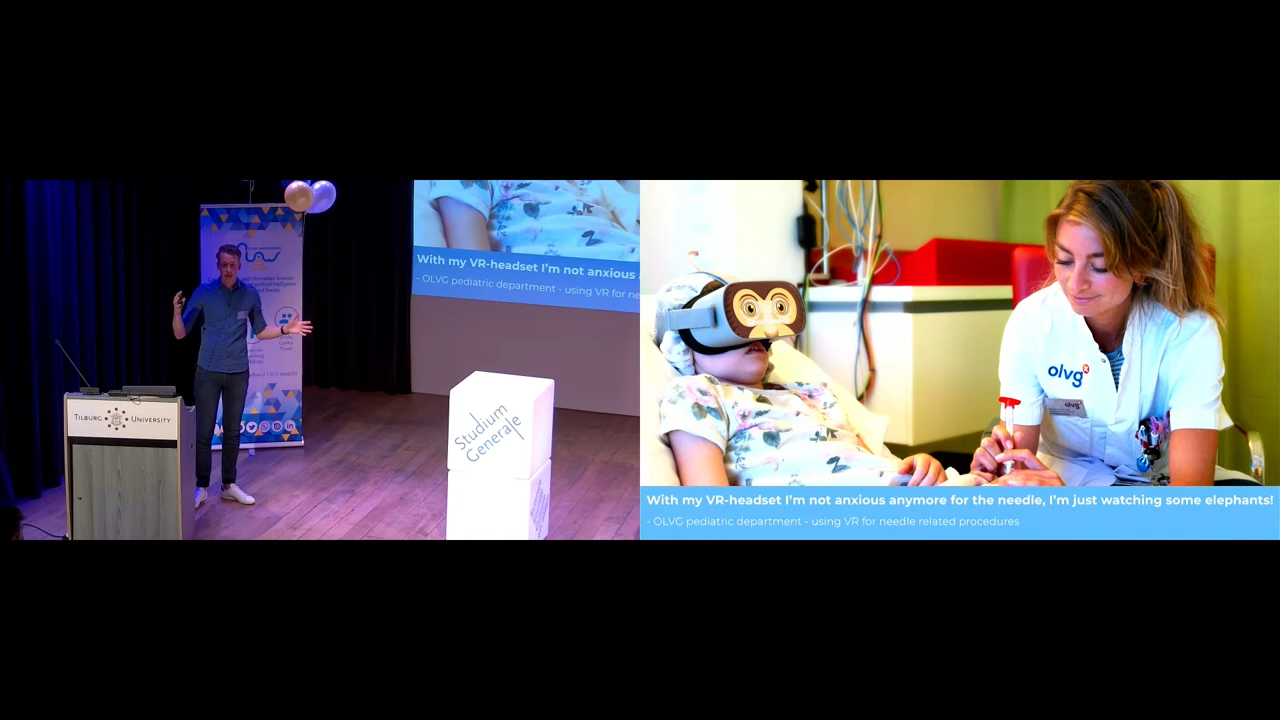 With my VR-headset I'm not anxious
- OLVG pediatric department - using VR for ne
TILBURG UNIVERSITY
Studium
Generale
olvg
olvg
With my VR-headset I'm not anxious anymore for the needle, I'm just watching some elephants!
- OLVG pediatric department - using VR for needle related procedures